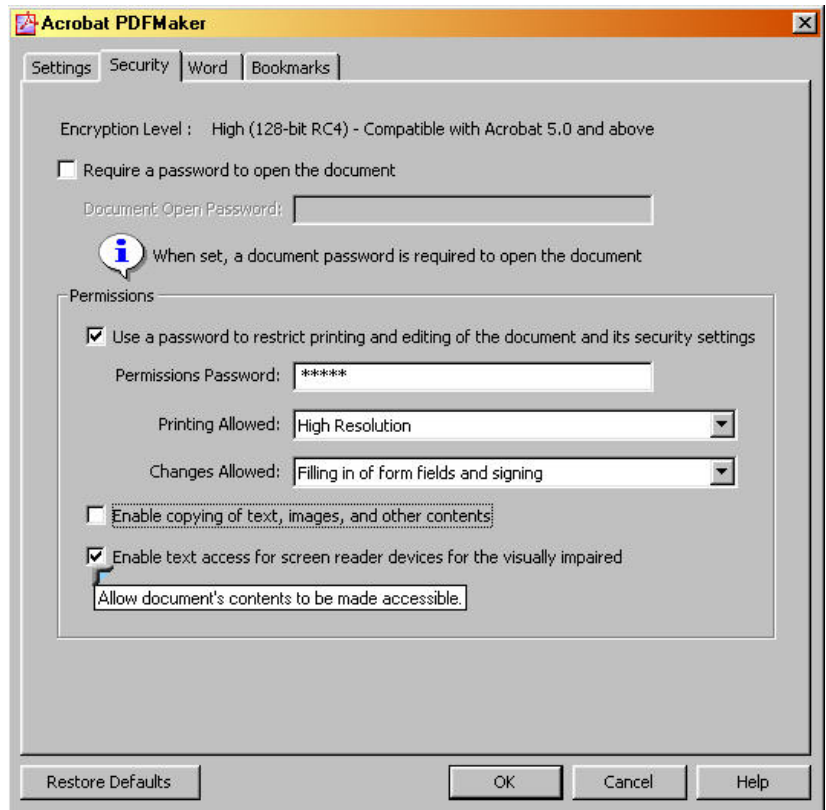 Acrobat PDFMaker
Settings Security Word Bookmarks
Encryption Level : High (128-bit RC4) - Compatible with Acrobat 5.0 and above
Require a password to open the document
Document Open Password:
When set, a document password is required to open the document
Permissions
Use a password to restrict printing and editing of the document and its security settings
Permissions Password: *****
Printing Allowed: High Resolution
Changes Allowed: Filling in of form fields and signing
Enable copying of text, images, and other contents
Enable text access for screen reader devices for the visually impaired
Allow document's contents to be made accessible.
Restore Defaults OK Cancel Help